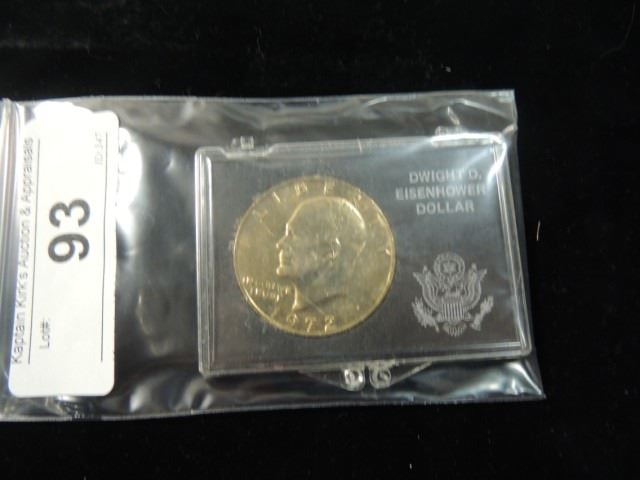 Kaptain Kirk's Auction & Appraisals
Lot#:
93
DWIGHT D.
EISENHOWER
DOLLAR
LIBERTY
1972